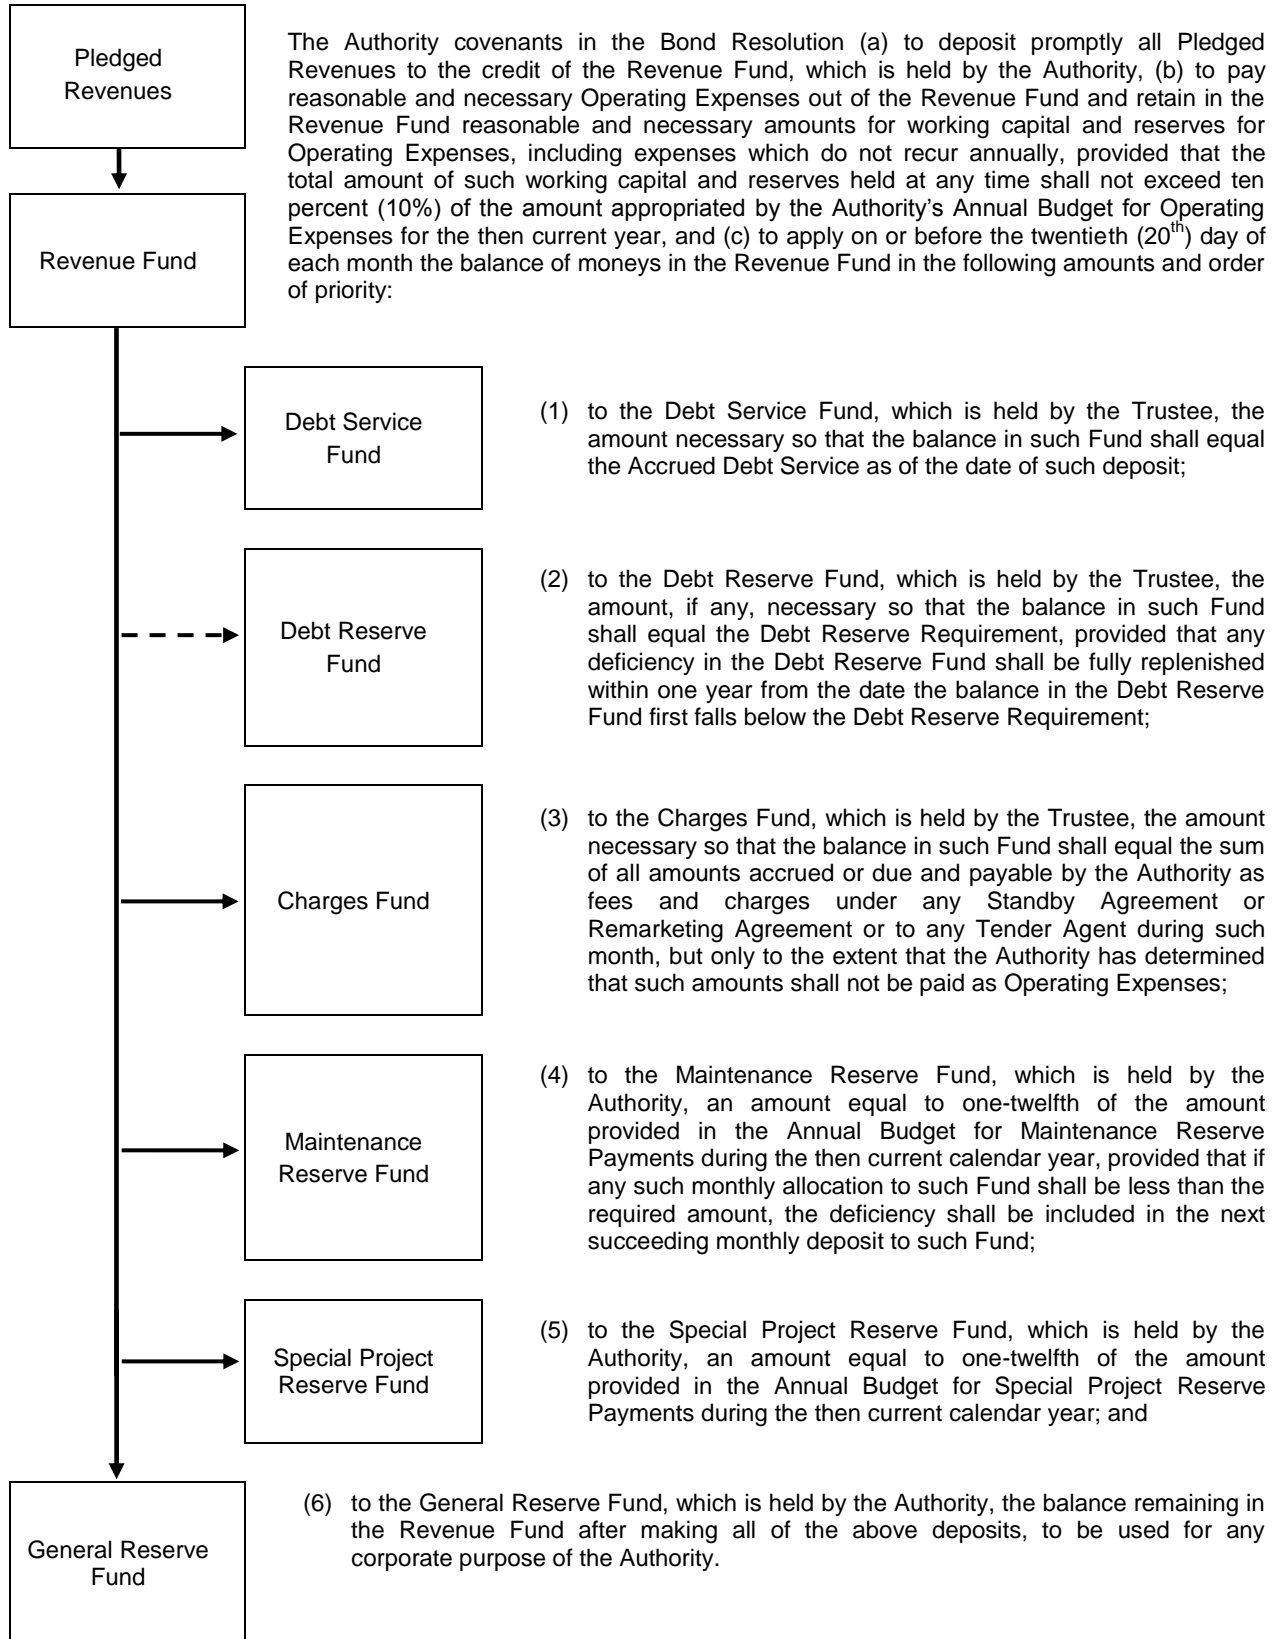 Pledged
Revenues
The Authority covenants in the Bond Resolution (a) to deposit promptly all Pledged
Revenues to the credit of the Revenue Fund, which is held by the Authority, (b) to pay
reasonable and necessary Operating Expenses out of the Revenue Fund and retain in the
Revenue Fund reasonable and necessary amounts for working capital and reserves for
Operating Expenses, including expenses which do not recur annually, provided that the
total amount of such working capital and reserves held at any time shall not exceed ten
percent (10%) of the amount appropriated by the Authority’s Annual Budget for Operating
Expenses for the then current year, and (c) to apply on or before the twentieth (20th) day of
each month the balance of moneys in the Revenue Fund in the following amounts and order
of priority:
Revenue Fund
Debt Service
Fund
(1) to the Debt Service Fund, which is held by the Trustee, the
amount necessary so that the balance in such Fund shall equal
the Accrued Debt Service as of the date of such deposit;
Debt Reserve
Fund
(2) to the Debt Reserve Fund, which is held by the Trustee, the
amount, if any, necessary so that the balance in such Fund
shall equal the Debt Reserve Requirement, provided that any
deficiency in the Debt Reserve Fund shall be fully replenished
within one year from the date the balance in the Debt Reserve
Fund first falls below the Debt Reserve Requirement;
Charges Fund
(3) to the Charges Fund, which is held by the Trustee, the amount
necessary so that the balance in such Fund shall equal the sum
of all amounts accrued or due and payable by the Authority as
fees and charges under any Standby Agreement or
Remarketing Agreement or to any Tender Agent during such
month, but only to the extent that the Authority has determined
that such amounts shall not be paid as Operating Expenses;
Maintenance
Reserve Fund
(4) to the Maintenance Reserve Fund, which is held by the
Authority, an amount equal to one-twelfth of the amount
provided in the Annual Budget for Maintenance Reserve
Payments during the then current calendar year, provided that if
any such monthly allocation to such Fund shall be less than the
required amount, the deficiency shall be included in the next
succeeding monthly deposit to such Fund;
Special Project
Reserve Fund
(5) to the Special Project Reserve Fund, which is held by the
Authority, an amount equal to one-twelfth of the amount
provided in the Annual Budget for Special Project Reserve
Payments during the then current calendar year; and
General Reserve
Fund
(6) to the General Reserve Fund, which is held by the Authority, the balance remaining in
the Revenue Fund after making all of the above deposits, to be used for any
corporate purpose of the Authority.